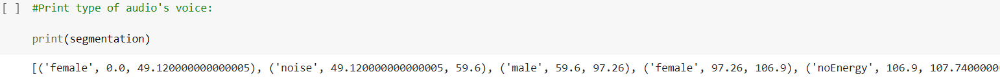 [ ] #Print type of audio's voice:
print(segmentation)
[('female', 0.0, 49.120000000000005), ('noise', 49.120000000000005, 59.6), ('male', 59.6, 97.26), ('female', 97.26, 106.9), ('noEnergy', 106.9, 107.7400000